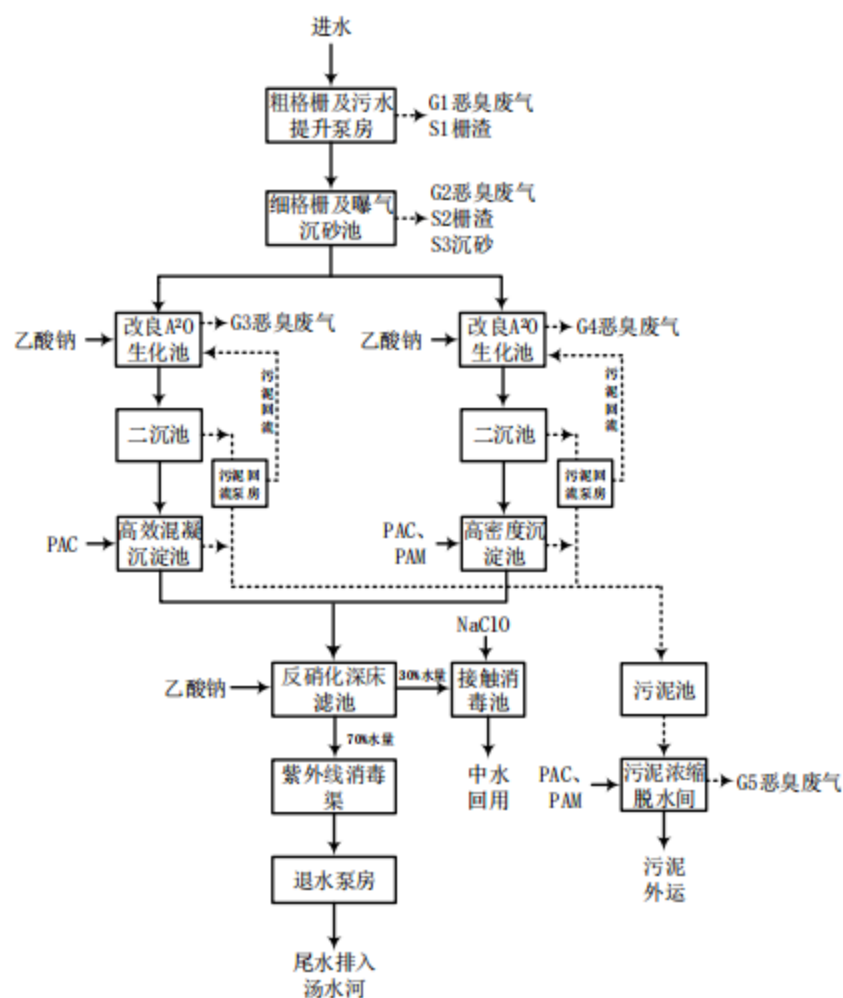 进水
粗格栅及污水
提升泵房
G1恶臭废气
S1栅渣
细格栅及曝气
沉砂池
G2恶臭废气
S2栅渣
S3沉砂
乙酸钠
改良A²O
生化池
G3恶臭废气
乙酸钠
改良A²O
生化池
G4恶臭废气
污泥回流
污泥回流
二沉池
二沉池
污泥回
流泵房
污泥回
流泵房
PAC
高效混凝
沉淀池
PAC、
PAM
高密度沉
淀池
NaClO
乙酸钠
反硝化深床
滤池
30%水量
接触消
毒池
污泥池
70%水量
紫外线消毒
渠
中水
回用
PAC、
PAM
污泥浓缩
脱水间
G5恶臭废气
退水泵房
污泥
外运
尾水排入
汤水河